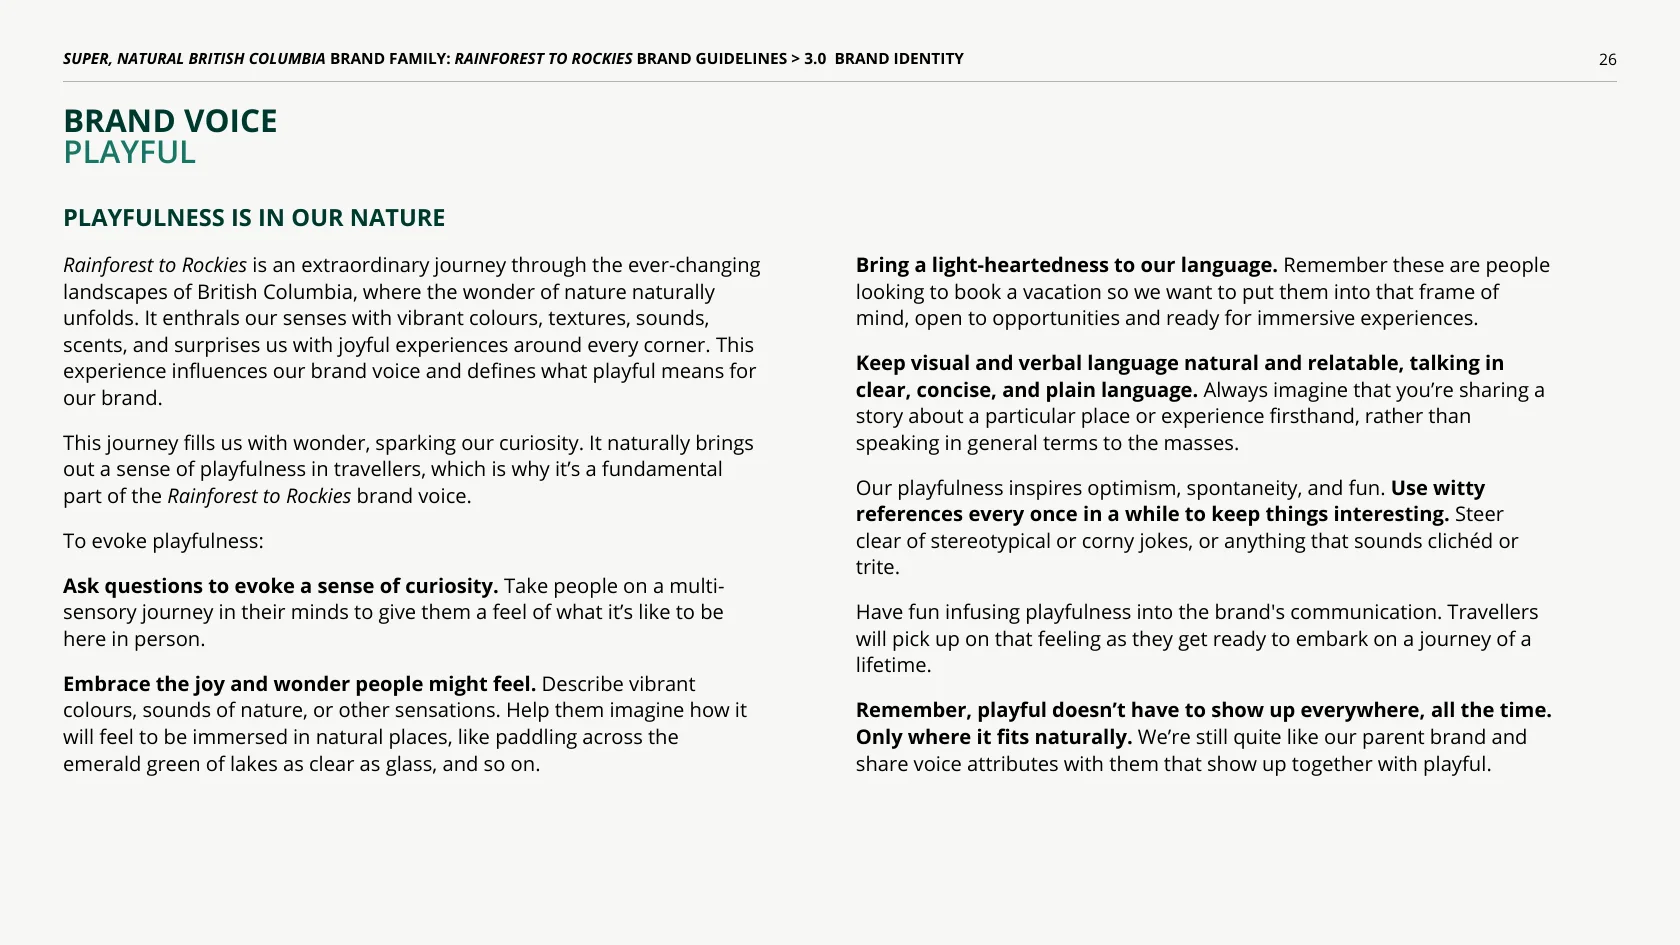 SUPER, NATURAL BRITISH COLUMBIA BRAND FAMILY: RAINFOREST TO ROCKIES BRAND GUIDELINES > 3.0 BRAND IDENTITY
26
BRAND VOICE
PLAYFUL
PLAYFULNESS IS IN OUR NATURE
Rainforest to Rockies is an extraordinary journey through the ever-changing
landscapes of British Columbia, where the wonder of nature naturally
unfolds. It enthrals our senses with vibrant colours, textures, sounds,
scents, and surprises us with joyful experiences around every corner. This
experience influences our brand voice and defines what playful means for
our brand.
This journey fills us with wonder, sparking our curiosity. It naturally brings
out a sense of playfulness in travellers, which is why it’s a fundamental
part of the Rainforest to Rockies brand voice.
To evoke playfulness:
Ask questions to evoke a sense of curiosity. Take people on a multi-
sensory journey in their minds to give them a feel of what it’s like to be
here in person.
Embrace the joy and wonder people might feel. Describe vibrant
colours, sounds of nature, or other sensations. Help them imagine how it
will feel to be immersed in natural places, like paddling across the
emerald green of lakes as clear as glass, and so on.
Bring a light-heartedness to our language. Remember these are people
looking to book a vacation so we want to put them into that frame of
mind, open to opportunities and ready for immersive experiences.
Keep visual and verbal language natural and relatable, talking in
clear, concise, and plain language. Always imagine that you’re sharing a
story about a particular place or experience firsthand, rather than
speaking in general terms to the masses.
Our playfulness inspires optimism, spontaneity, and fun. Use witty
references every once in a while to keep things interesting. Steer
clear of stereotypical or corny jokes, or anything that sounds clichéd or
trite.
Have fun infusing playfulness into the brand's communication. Travellers
will pick up on that feeling as they get ready to embark on a journey of a
lifetime.
Remember, playful doesn’t have to show up everywhere, all the time.
Only where it fits naturally. We’re still quite like our parent brand and
share voice attributes with them that show up together with playful.